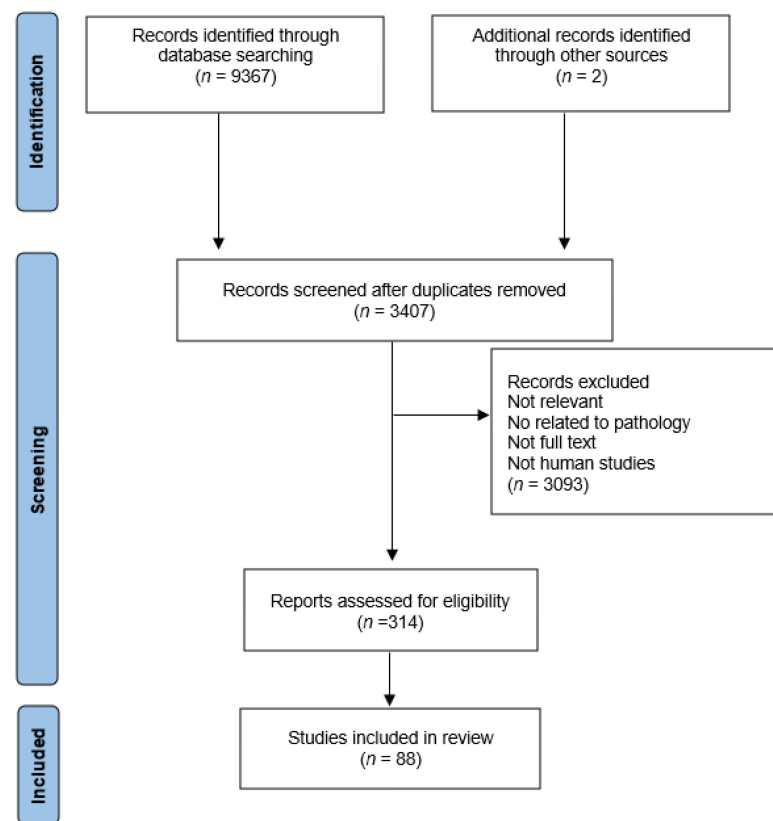 Identification
Records identified through
database searching
(n = 9367)
Additional records identified
through other sources
(n = 2)
Screening
Records screened after duplicates removed
(n = 3407)
Records excluded
Not relevant
No related to pathology
Not full text
Not human studies
(n = 3093)
Reports assessed for eligibility
(n =314)
Included
Studies included in review
(n = 88)